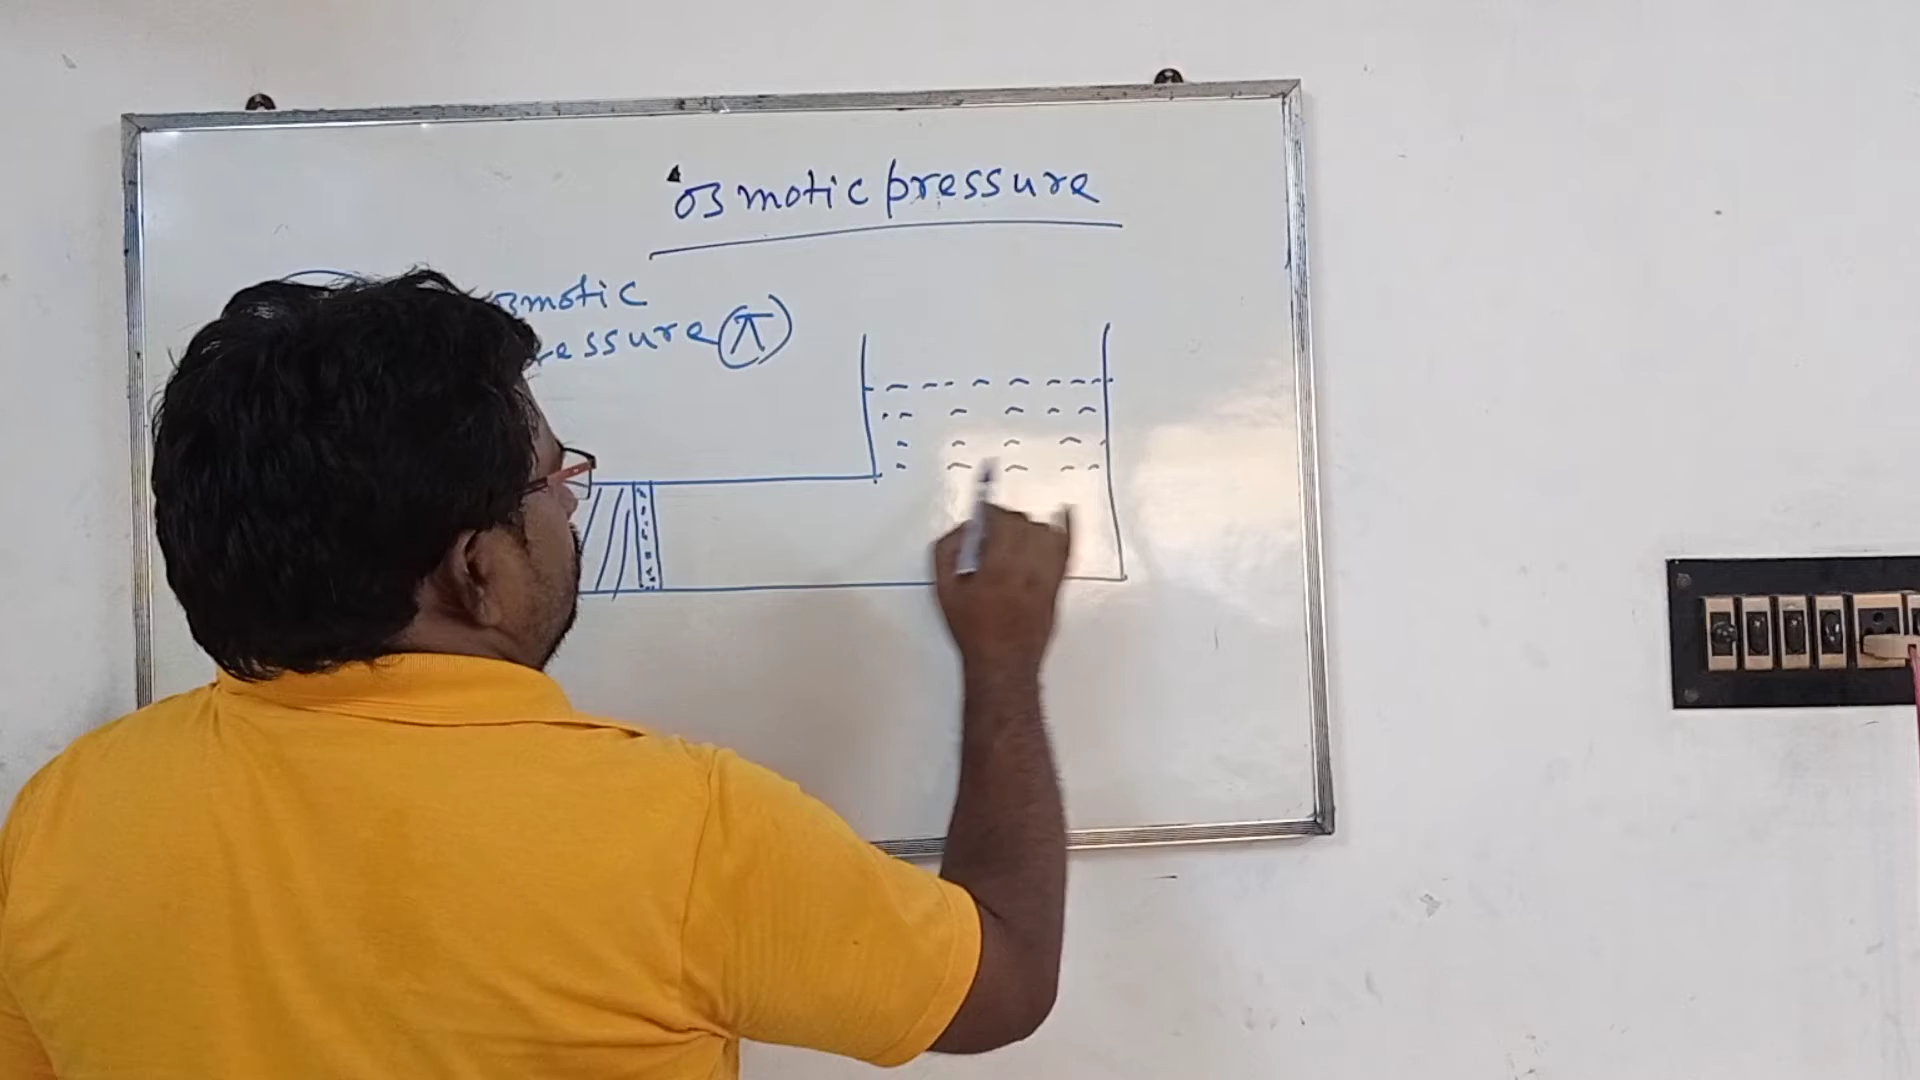 osmotic pressure
osmotic
pressure (π)